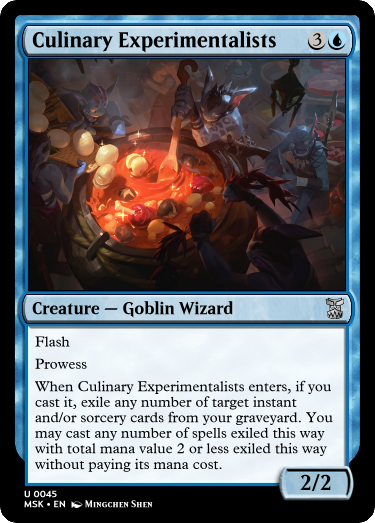 Culinary Experimentalists 3
Creature — Goblin Wizard
Flash
Prowess
When Culinary Experimentalists enters, if you
cast it, exile any number of target instant
and/or sorcery cards from your graveyard. You
may cast any number of spells exiled this way
with total mana value 2 or less exiled this way
without paying its mana cost.
2/2
U 0045
MSK • EN Mingchen Shen